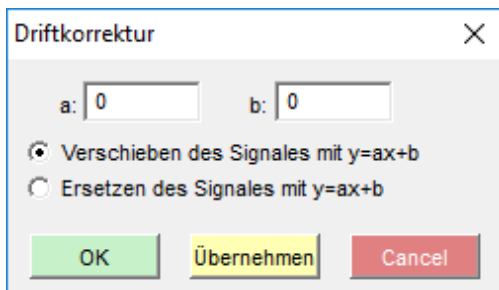 Driftkorrektur
a: 0 b: 0
Verschieben des Signales mit y=ax+b
Ersetzen des Signales mit y=ax+b
OK Übernehmen Cancel